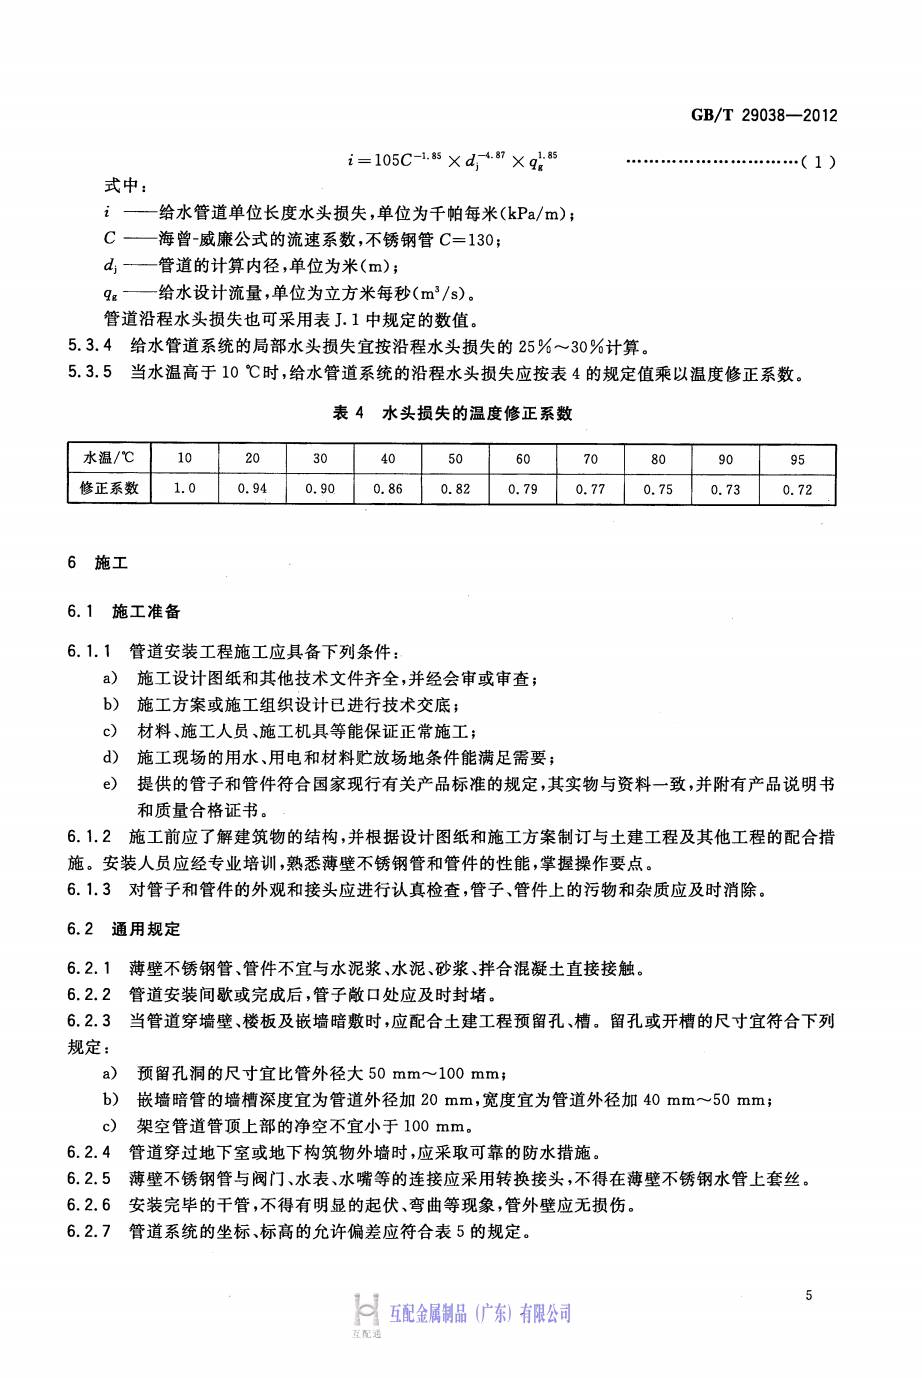 GB/T 29038—2012
i=105C⁻¹·⁸⁵×dⱼ⁻⁴·⁸⁷×q_g¹·⁸⁵ ……………………………( 1 )
式中：
i ——给水管道单位长度水头损失，单位为千帕每米(kPa/m)；
C ——海曾-威廉公式的流速系数，不锈钢管 C=130；
dⱼ ——管道的计算内径，单位为米(m)；
q_g ——给水设计流量，单位为立方米每秒(m³/s)。
管道沿程水头损失也可采用表 J.1 中规定的数值。
5.3.4 给水管道系统的局部水头损失宜按沿程水头损失的 25%～30%计算。
5.3.5 当水温高于 10 ℃时，给水管道系统的沿程水头损失应按表 4 的规定值乘以温度修正系数。
表 4 水头损失的温度修正系数
水温/℃ 10 20 30 40 50 60 70 80 90 95
修正系数 1.0 0.94 0.90 0.86 0.82 0.79 0.77 0.75 0.73 0.72
6 施工
6.1 施工准备
6.1.1 管道安装工程施工应具备下列条件：
a) 施工设计图纸和其他技术文件齐全，并经会审或审查；
b) 施工方案或施工组织设计已进行技术交底；
c) 材料、施工人员、施工机具等能保证正常施工；
d) 施工现场的用水、用电和材料贮放场地条件能满足需要；
e) 提供的管子和管件符合国家现行有关产品标准的规定，其实物与资料一致，并附有产品说明书
和质量合格证书。
6.1.2 施工前应了解建筑物的结构，并根据设计图纸和施工方案制订与土建工程及其他工程的配合措
施。安装人员应经专业培训，熟悉薄壁不锈钢管和管件的性能，掌握操作要点。
6.1.3 对管子和管件的外观和接头应进行认真检查，管子、管件上的污物和杂质应及时消除。
6.2 通用规定
6.2.1 薄壁不锈钢管、管件不宜与水泥浆、水泥、砂浆、拌合混凝土直接接触。
6.2.2 管道安装间歇或完成后，管子敞口处应及时封堵。
6.2.3 当管道穿墙壁、楼板及嵌墙暗敷时，应配合土建工程预留孔、槽。留孔或开槽的尺寸宜符合下列
规定：
a) 预留孔洞的尺寸宜比管外径大 50 mm～100 mm；
b) 嵌墙暗管的墙槽深度宜为管道外径加 20 mm，宽度宜为管道外径加 40 mm～50 mm；
c) 架空管道管顶上部的净空不宜小于 100 mm。
6.2.4 管道穿过地下室或地下构筑物外墙时，应采取可靠的防水措施。
6.2.5 薄壁不锈钢管与阀门、水表、水嘴等的连接应采用转换接头，不得在薄壁不锈钢水管上套丝。
6.2.6 安装完毕的干管，不得有明显的起伏、弯曲等现象，管外壁应无损伤。
6.2.7 管道系统的坐标、标高的允许偏差应符合表 5 的规定。
5
互配金属制品（广东）有限公司
互配通